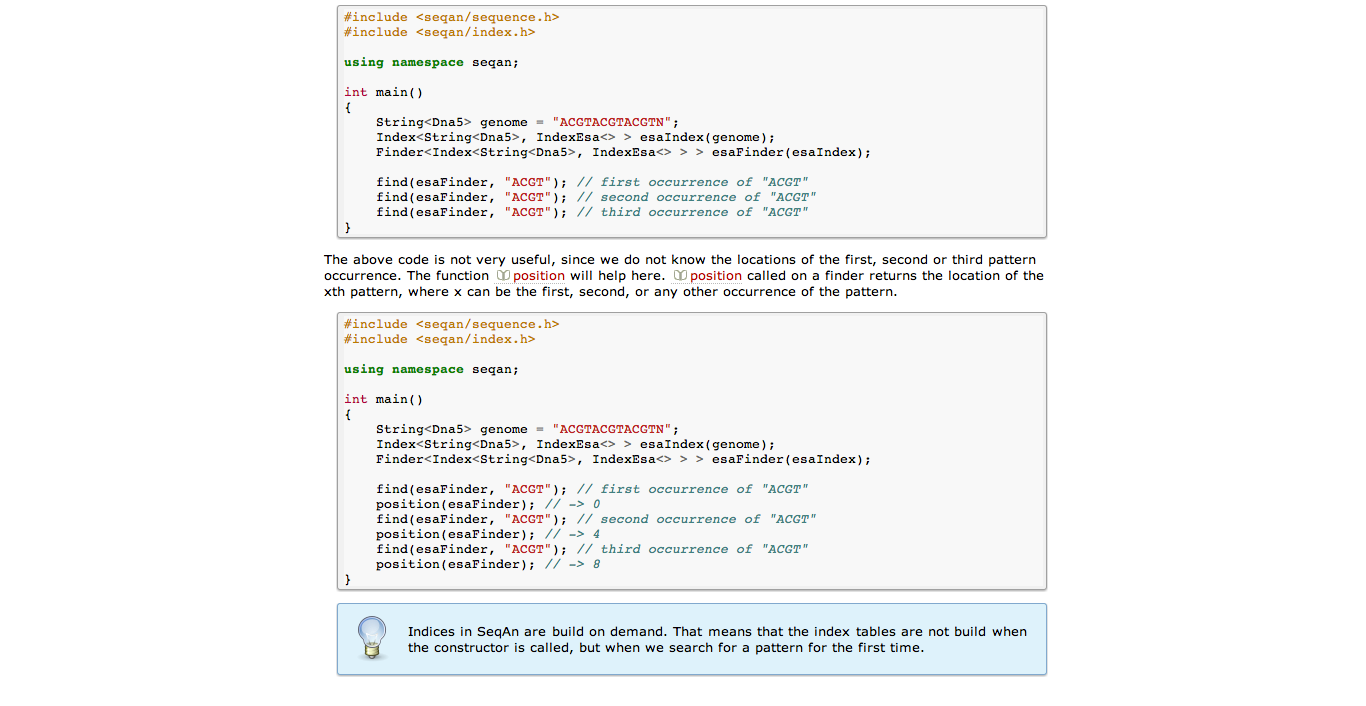 #include <seqan/sequence.h>
#include <seqan/index.h>
using namespace seqan;
int main()
{
    String<Dna5> genome = "ACGTACGTACGTN";
    Index<String<Dna5>, IndexEsa<> > esaIndex(genome);
    Finder<Index<String<Dna5>, IndexEsa<> > > esaFinder(esaIndex);
    find(esaFinder, "ACGT"); // first occurrence of "ACGT"
    find(esaFinder, "ACGT"); // second occurrence of "ACGT"
    find(esaFinder, "ACGT"); // third occurrence of "ACGT"
}
The above code is not very useful, since we do not know the locations of the first, second or third pattern
occurrence. The function position will help here. position called on a finder returns the location of the
xth pattern, where x can be the first, second, or any other occurrence of the pattern.
#include <seqan/sequence.h>
#include <seqan/index.h>
using namespace seqan;
int main()
{
    String<Dna5> genome = "ACGTACGTACGTN";
    Index<String<Dna5>, IndexEsa<> > esaIndex(genome);
    Finder<Index<String<Dna5>, IndexEsa<> > > esaFinder(esaIndex);
    find(esaFinder, "ACGT"); // first occurrence of "ACGT"
    position(esaFinder); // -> 0
    find(esaFinder, "ACGT"); // second occurrence of "ACGT"
    position(esaFinder); // -> 4
    find(esaFinder, "ACGT"); // third occurrence of "ACGT"
    position(esaFinder); // -> 8
}
Indices in SeqAn are build on demand. That means that the index tables are not build when
the constructor is called, but when we search for a pattern for the first time.